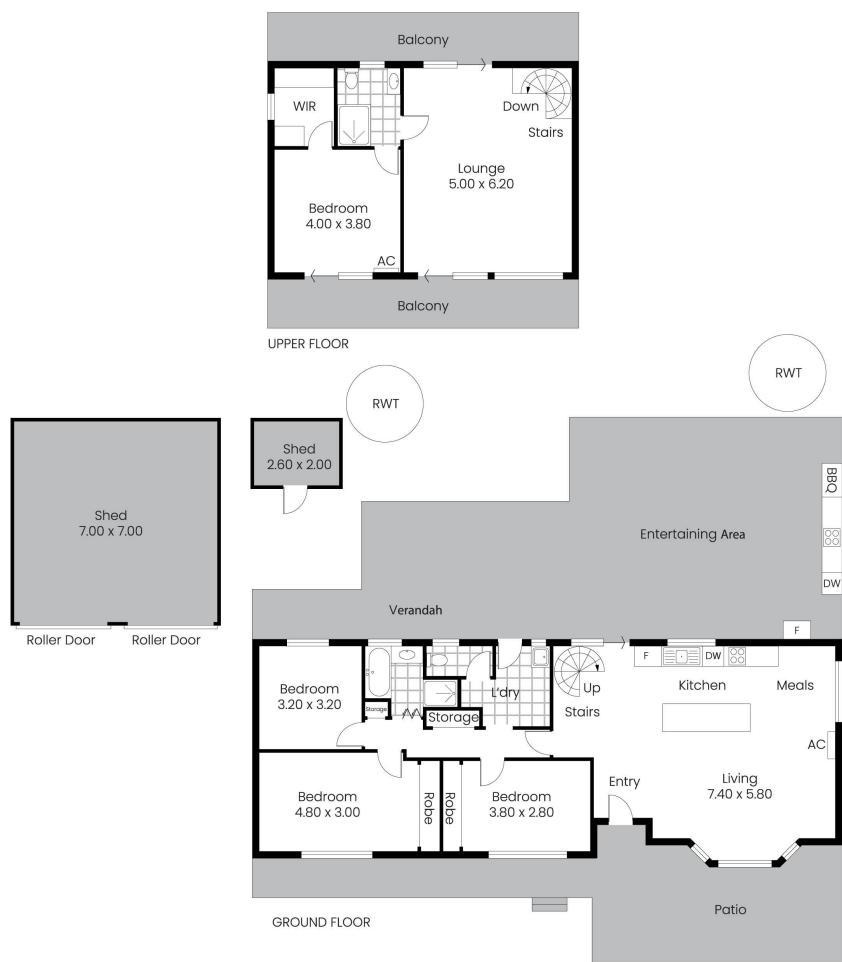 Balcony
WIR
Down
Stairs
Lounge
5.00 x 6.20
Bedroom
4.00 x 3.80
AC
Balcony
UPPER FLOOR
RWT
RWT
Shed
2.60 x 2.00
Shed
7.00 x 7.00
BBQ
Entertaining Area
DW
Verandah
F
Roller Door
Roller Door
F
DW
Bedroom
3.20 x 3.20
L'dry
Up
Stairs
Kitchen
Meals
Storage
Storage
AC
Entry
Living
7.40 x 5.80
Bedroom
4.80 x 3.00
Robe
Robe
Bedroom
3.80 x 2.80
Patio
GROUND FLOOR